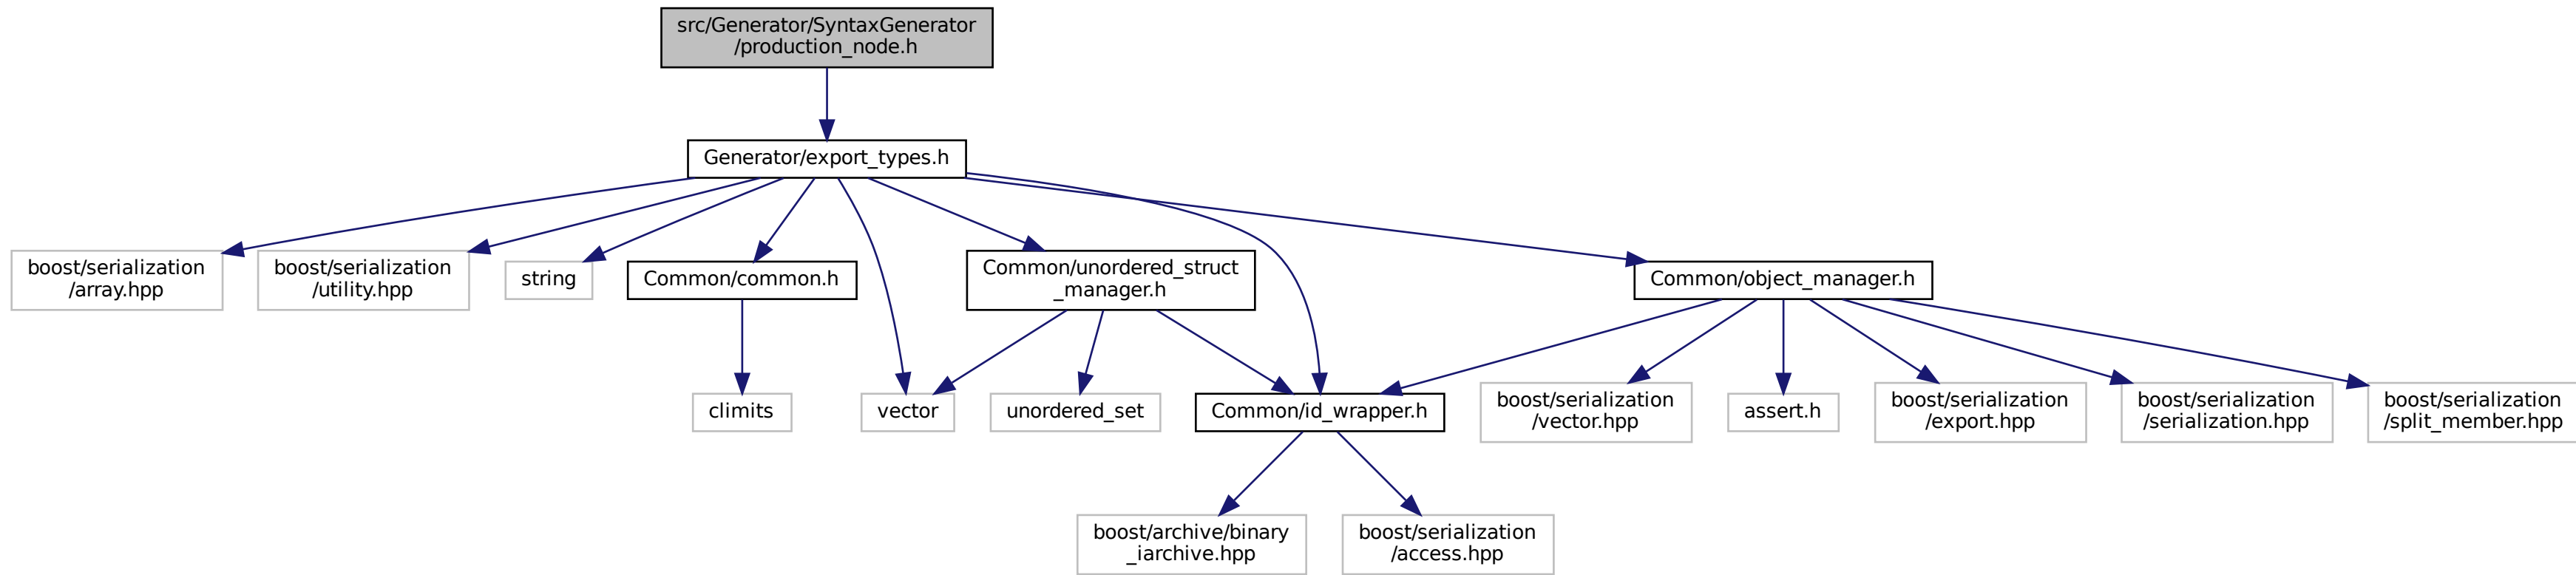 src/Generator/SyntaxGenerator
/production_node.h
Generator/export_types.h
boost/serialization
/array.hpp
boost/serialization
/utility.hpp
string
Common/common.h
Common/unordered_struct
_manager.h
Common/object_manager.h
climits
vector
unordered_set
Common/id_wrapper.h
boost/serialization
/vector.hpp
assert.h
boost/serialization
/export.hpp
boost/serialization
/serialization.hpp
boost/serialization
/split_member.hpp
boost/archive/binary
_iarchive.hpp
boost/serialization
/access.hpp